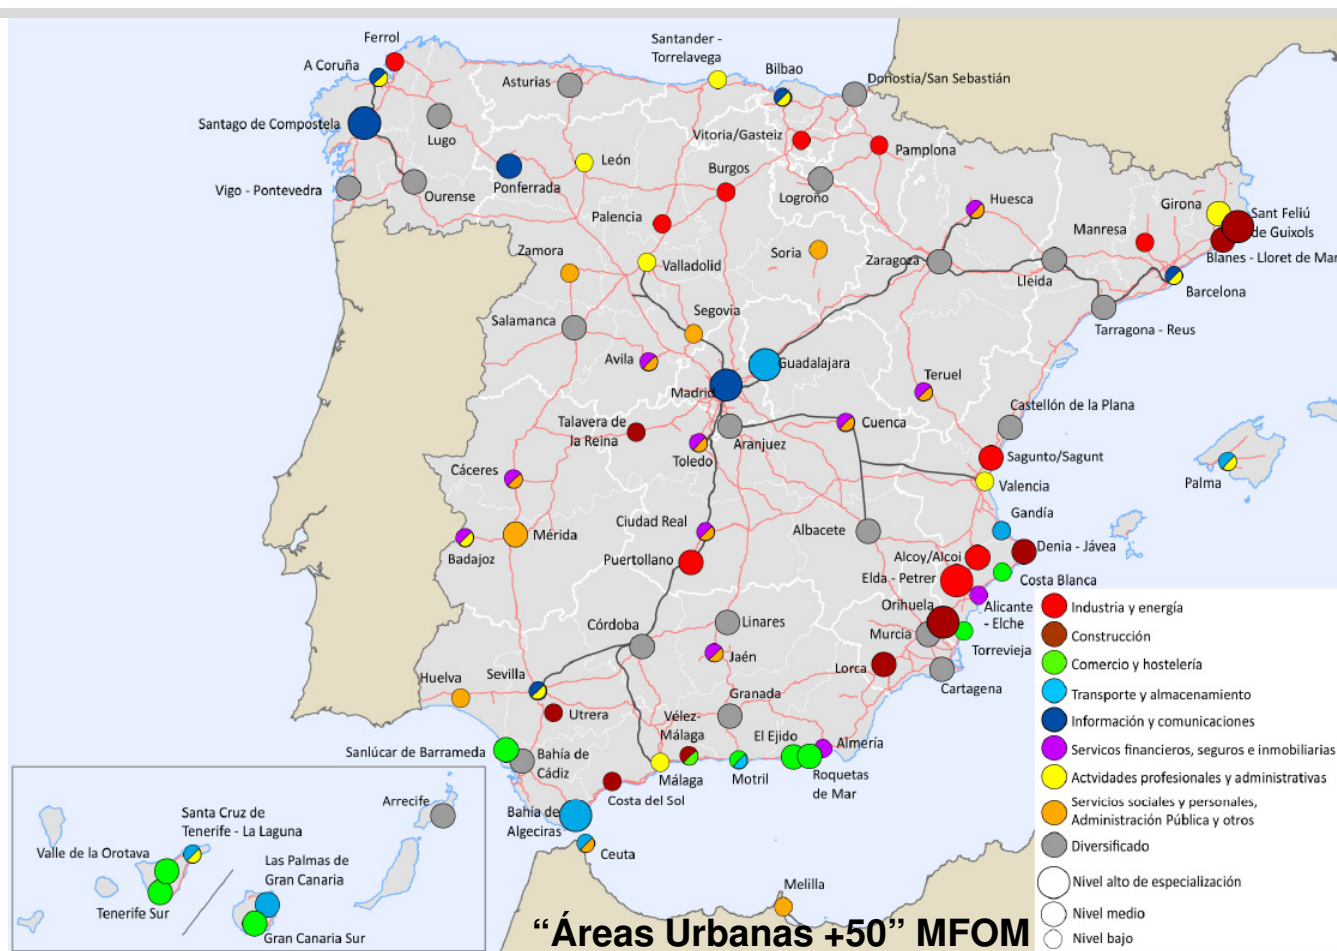 Ferrol
A Coruña
Santander -
Torrelavega
Bilbao
Asturias
Donostia/San Sebastián
Santago de Compostela
Lugo
Vitoria/Gasteiz
Pamplona
León
Burgos
Ponferrada
Vigo - Pontevedra
Ourense
Logroño
Huesca
Girona
Sant Feliú
de Guixols
Palencia
Manresa
Blanes - Lloret de Mar
Zamora
Valladolid
Soria
Zaragoza
Lleida
Barcelona
Salamanca
Segovia
Tarragona - Reus
Avila
Guadalajara
Madrid
Teruel
Castellón de la Plana
Talavera de
la Reina
Aranjuez
Cuenca
Toledo
Sagunto/Sagunt
Cáceres
Valencia
Palma
Mérida
Ciudad Real
Albacete
Gandía
Badajoz
Puertollano
Alcoy/Alcoi
Denia - Jávea
Elda - Petrer
Costa Blanca
Orihuela
Alicante
- Elche
Córdoba
Linares
Murcia
Torrevieja
Jaén
Lorca
Cartagena
Huelva
Sevilla
Granada
Utrera
Vélez-
Málaga
El Ejido
Almería
Sanlúcar de Barrameda
Bahía de
Cádiz
Málaga
Motril
Roquetas
de Mar
Costa del Sol
Bahía de
Algeciras
Ceuta
Melilla
Arrecife
Santa Cruz de
Tenerife - La Laguna
Valle de la Orotava
Las Palmas de
Gran Canaria
Tenerife Sur
Gran Canaria Sur
Industria y energía
Construcción
Comercio y hostelería
Transporte y almacenamiento
Información y comunicaciones
Servicos financieros, seguros e inmobiliarias
Actvidades profesionales y administrativas
Servicios sociales y personales,
Administración Pública y otros
Diversificado
Nivel alto de especialización
Nivel medio
Nivel bajo
“Áreas Urbanas +50” MFOM